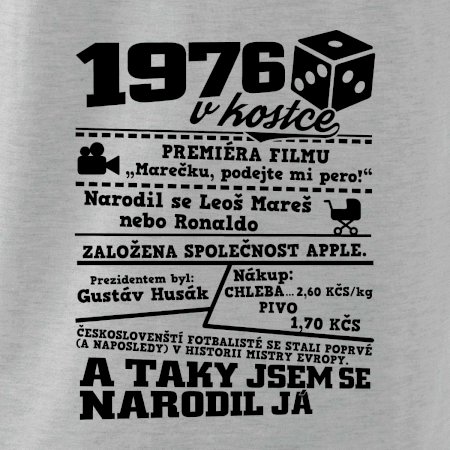 1976
v kostce
PREMIÉRA FILMU
„Marečku, podejte mi pero!“
Narodil se Leoš Mareš
nebo Ronaldo
ZALOŽENA SPOLEČNOST APPLE.
Prezidentem byl:
Gustáv Husák
Nákup:
CHLEBA... 2,60 KČS/kg
PIVO
1,70 KČS
ČESKOSLOVENŠTÍ FOTBALISTÉ SE STALI POPRVÉ
(A NAPOSLEDY) V HISTORII MISTRY EVROPY.
A TAKY JSEM SE
NARODIL JÁ